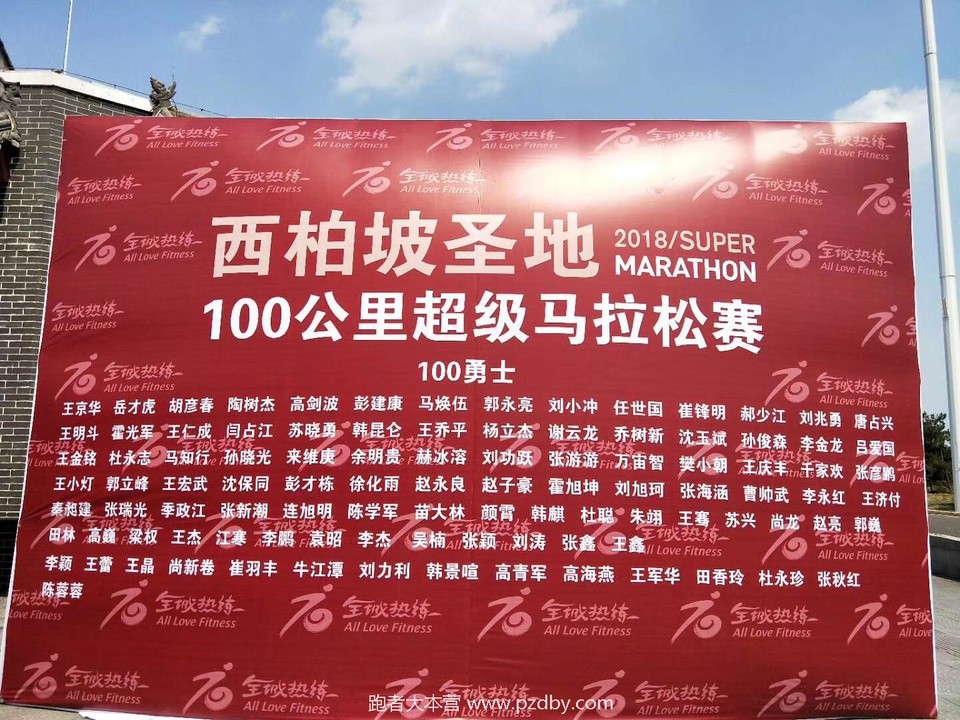 西柏坡圣地 2018/SUPER MARATHON
100公里超级马拉松赛
100勇士
王京华 岳才虎 胡彦春 陶树杰 高剑波 彭建康 马焕伍 郭永亮 刘小冲 任世国 崔锋明 郝少江 刘兆勇 唐占兴
王明斗 霍光军 王仁成 闫占江 苏晓勇 韩昆仑 王乔平 杨立杰 谢云龙 乔树新 沈玉斌 孙俊森 李金龙 吕爱国
王金铭 杜永志 马知行 孙晓光 来维庚 余明贵 赫冰溶 刘功跃 张游游 万宙智 樊小朝 王庆丰 千家欢 张彦鹏
王小灯 郭立峰 王宏武 沈保同 彭才栋 徐化雨 赵永良 赵子豪 霍旭坤 刘旭珂 张海涵 曹帅武 李永红 王济付
秦爬建 张瑞光 李政江 张新潮 连旭明 陈学军 苗大林 颜霄 韩麒 杜聪 朱翊 王骞 苏兴 尚龙 赵亮 郭巍
田林 高巍 梁权 王杰 江寒 李鹏 袁昭 李杰 吴楠 张颖 刘涛 张鑫 王鑫
李颖 王蕾 王晶 尚新卷 崔羽丰 牛江潭 刘力利 韩景暄 高青军 高海燕 王军华 田香玲 杜永珍 张秋红
陈蓉蓉
全城热练
All Love Fitness
跑者大本营 www.pzdby.com